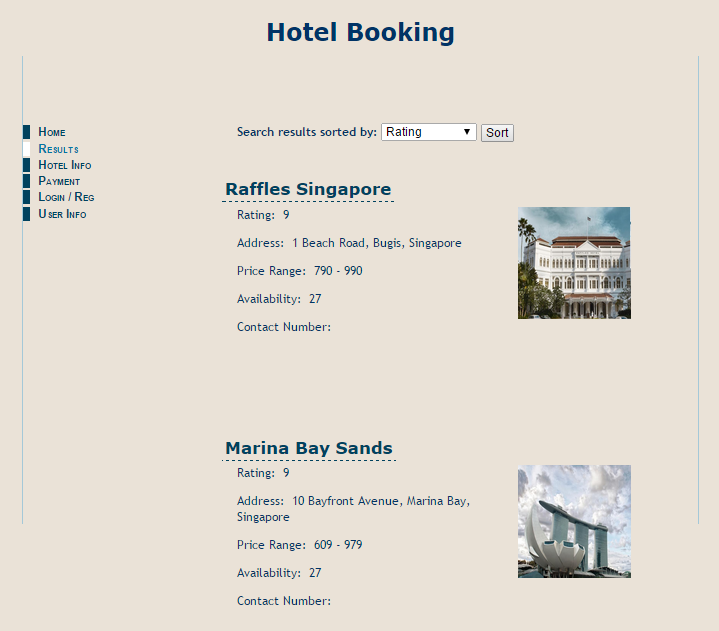 Hotel Booking
Home
Results
Hotel Info
Payment
Login / Reg
User Info
Search results sorted by: Rating Sort
Raffles Singapore
Rating: 9
Address: 1 Beach Road, Bugis, Singapore
Price Range: 790 - 990
Availability: 27
Contact Number:
Marina Bay Sands
Rating: 9
Address: 10 Bayfront Avenue, Marina Bay,
Singapore
Price Range: 609 - 979
Availability: 27
Contact Number: